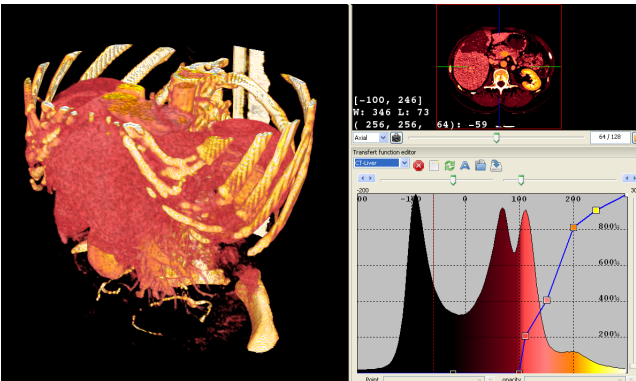 [-100, 246]
W: 346 L: 73
( 256, 256, 64): -59
Axial
64/128
Transfert function editor
CT-Liver
-200
00 0 100 200
800%
600%
400%
200%
Point
opacity